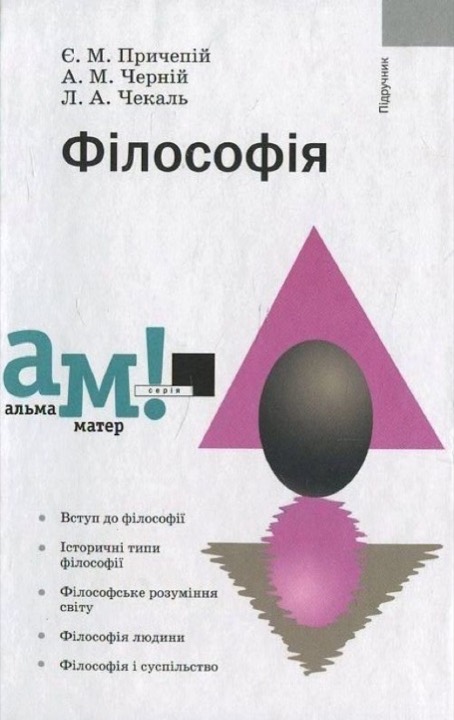 Є. М. Причепій
А. М. Черній
Л. А. Чекаль
Підручник
Філософія
ам!
серія
альма
матер
Вступ до філософії
Історичні типи
філософії
Філософське розуміння
світу
Філософія людини
Філософія і суспільство